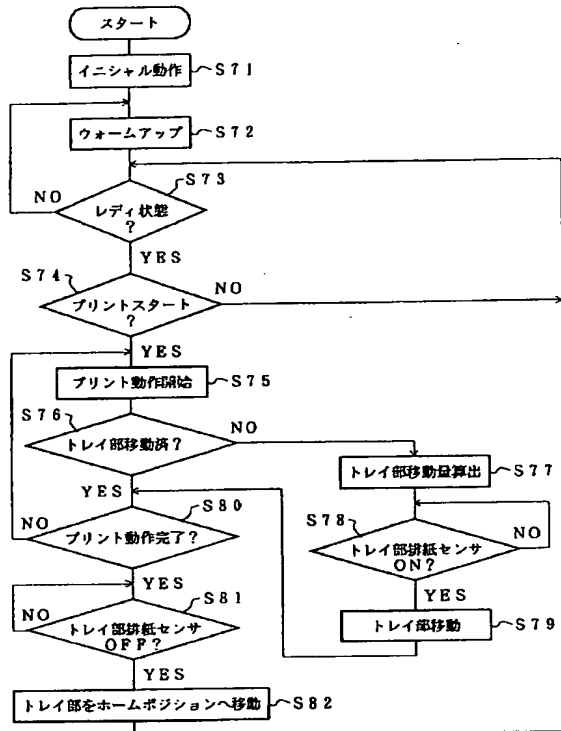 スタート
イニシャル動作
S71
ウォームアップ
S72
S73
NO
レディ状態
?
YES
S74
プリントスタート
?
NO
YES
プリント動作開始
S75
S76
トレイ部移動済?
NO
YES
トレイ部移動量算出
S77
S78
トレイ部排紙センサ
ON?
NO
YES
トレイ部移動
S79
S80
NO
プリント動作完了?
YES
S81
NO
トレイ部排紙センサ
OFF?
YES
トレイ部をホームポジションへ移動
S82